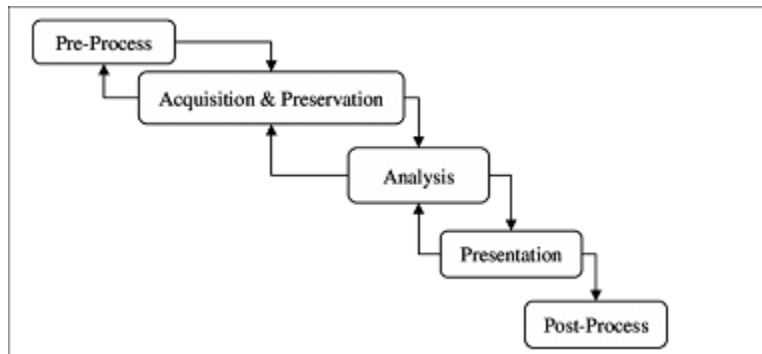 Pre-Process
Acquisition & Preservation
Analysis
Presentation
Post-Process